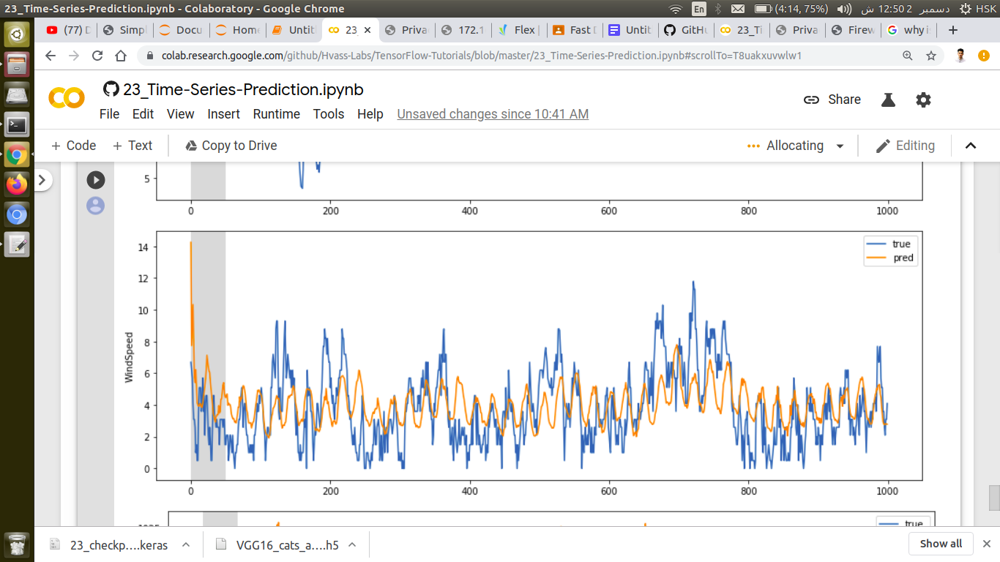 23_Time-Series-Prediction.ipynb - Colaboratory - Google Chrome
En
(4:14, 75%)
ش 12:50 2 دسمبر
HSK
(77) D
Simpl
Docu
Home
Untit
23_
Priva
172.1
Flex |
Fast D
Untit
GitHu
23_Ti
Priva
Firew
why i
colab.research.google.com/github/Hvass-Labs/TensorFlow-Tutorials/blob/master/23_Time-Series-Prediction.ipynb#scrollTo=T8uakxuvwlw1
23_Time-Series-Prediction.ipynb
File Edit View Insert Runtime Tools Help Unsaved changes since 10:41 AM
Share
+ Code + Text Copy to Drive
Allocating
Editing
5
0 200 400 600 800 1000
14
12
10
8
6
4
2
0
WindSpeed
true
pred
0 200 400 600 800 1000
true
23_checkp....keras
VGG16_cats_a....h5
Show all